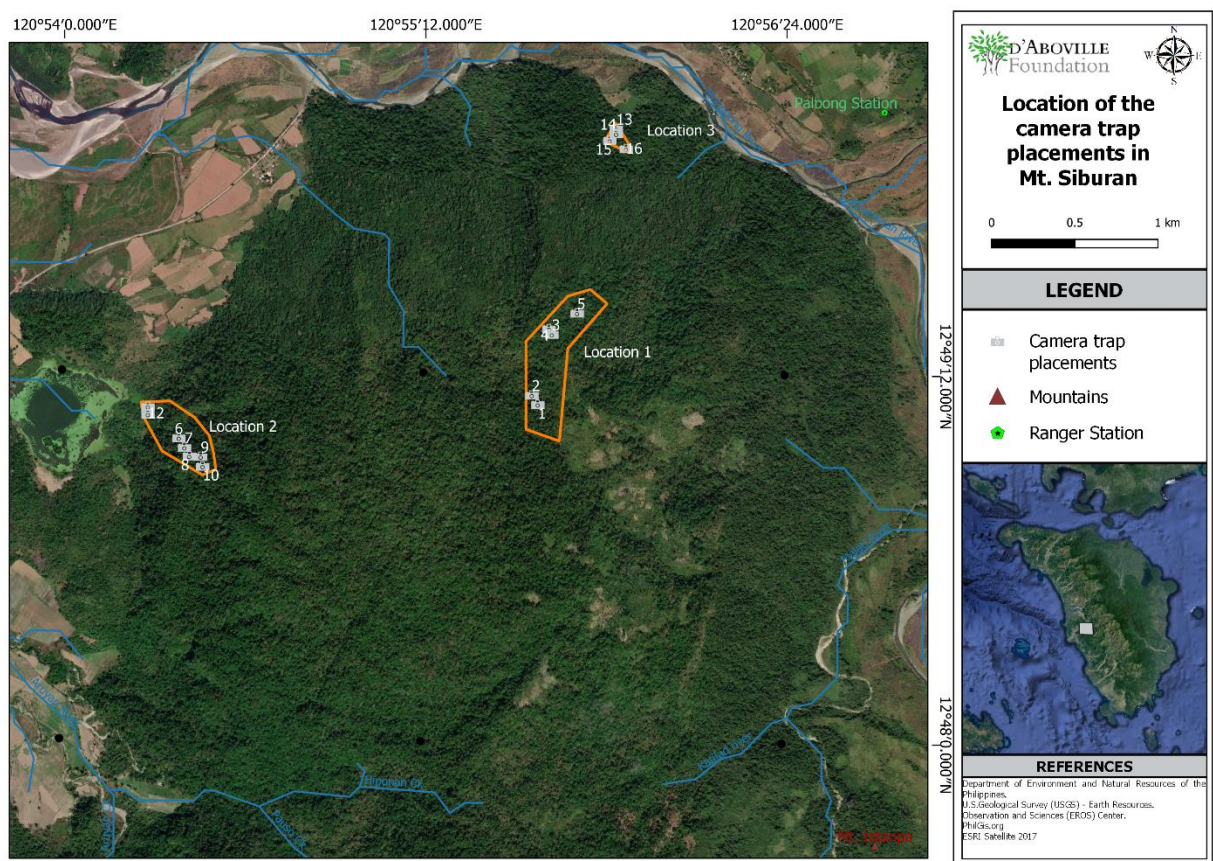 120°54′0.000″E
120°55′12.000″E
120°56′24.000″E
Palbong Station
14
13
Location 3
15
16
5
3
4
Location 1
2
1
12°49′12.000″N
12
Location 2
6
7
9
8
10
12°48′0.000″N
Hiponan Cr.
D'ABOVILLE
Foundation
N
W
E
S
Location of the
camera trap
placements in
Mt. Siburan
0
0.5
1 km
LEGEND
Camera trap
placements
Mountains
Ranger Station
REFERENCES
Department of Environment and Natural Resources of the
Philippines.
U.S.Geological Survey (USGS) - Earth Resources.
Observation and Sciences (EROS) Center.
PhilGis.org
ESRI Satellite 2017